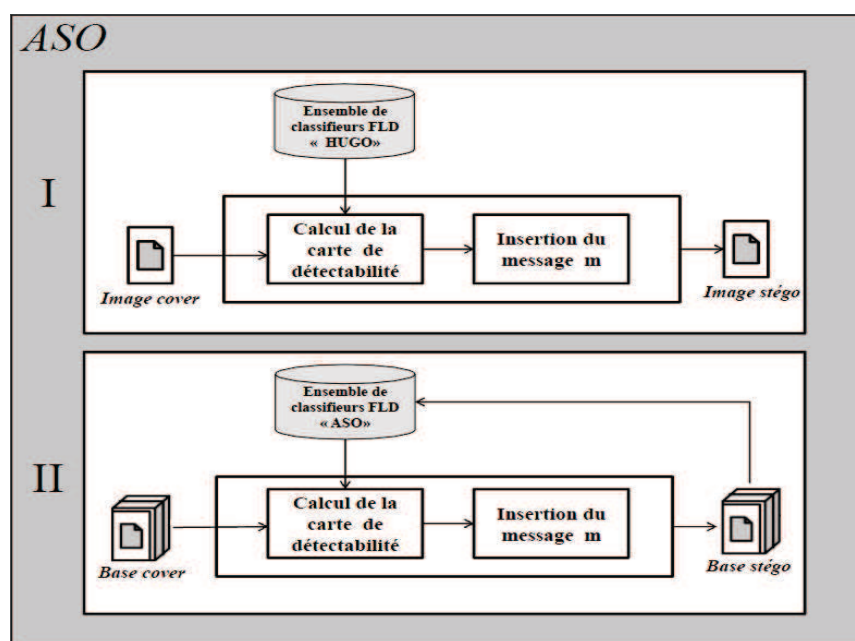 ASO
I
Ensemble de
classifieurs FLD
« HUGO»
Calcul de la
carte de
détectabilité
Insertion du
message m
Image cover
Image stégo
II
Ensemble de
classifieurs FLD
«ASO»
Calcul de la
carte de
détectabilité
Insertion du
message m
Base cover
Base stégo